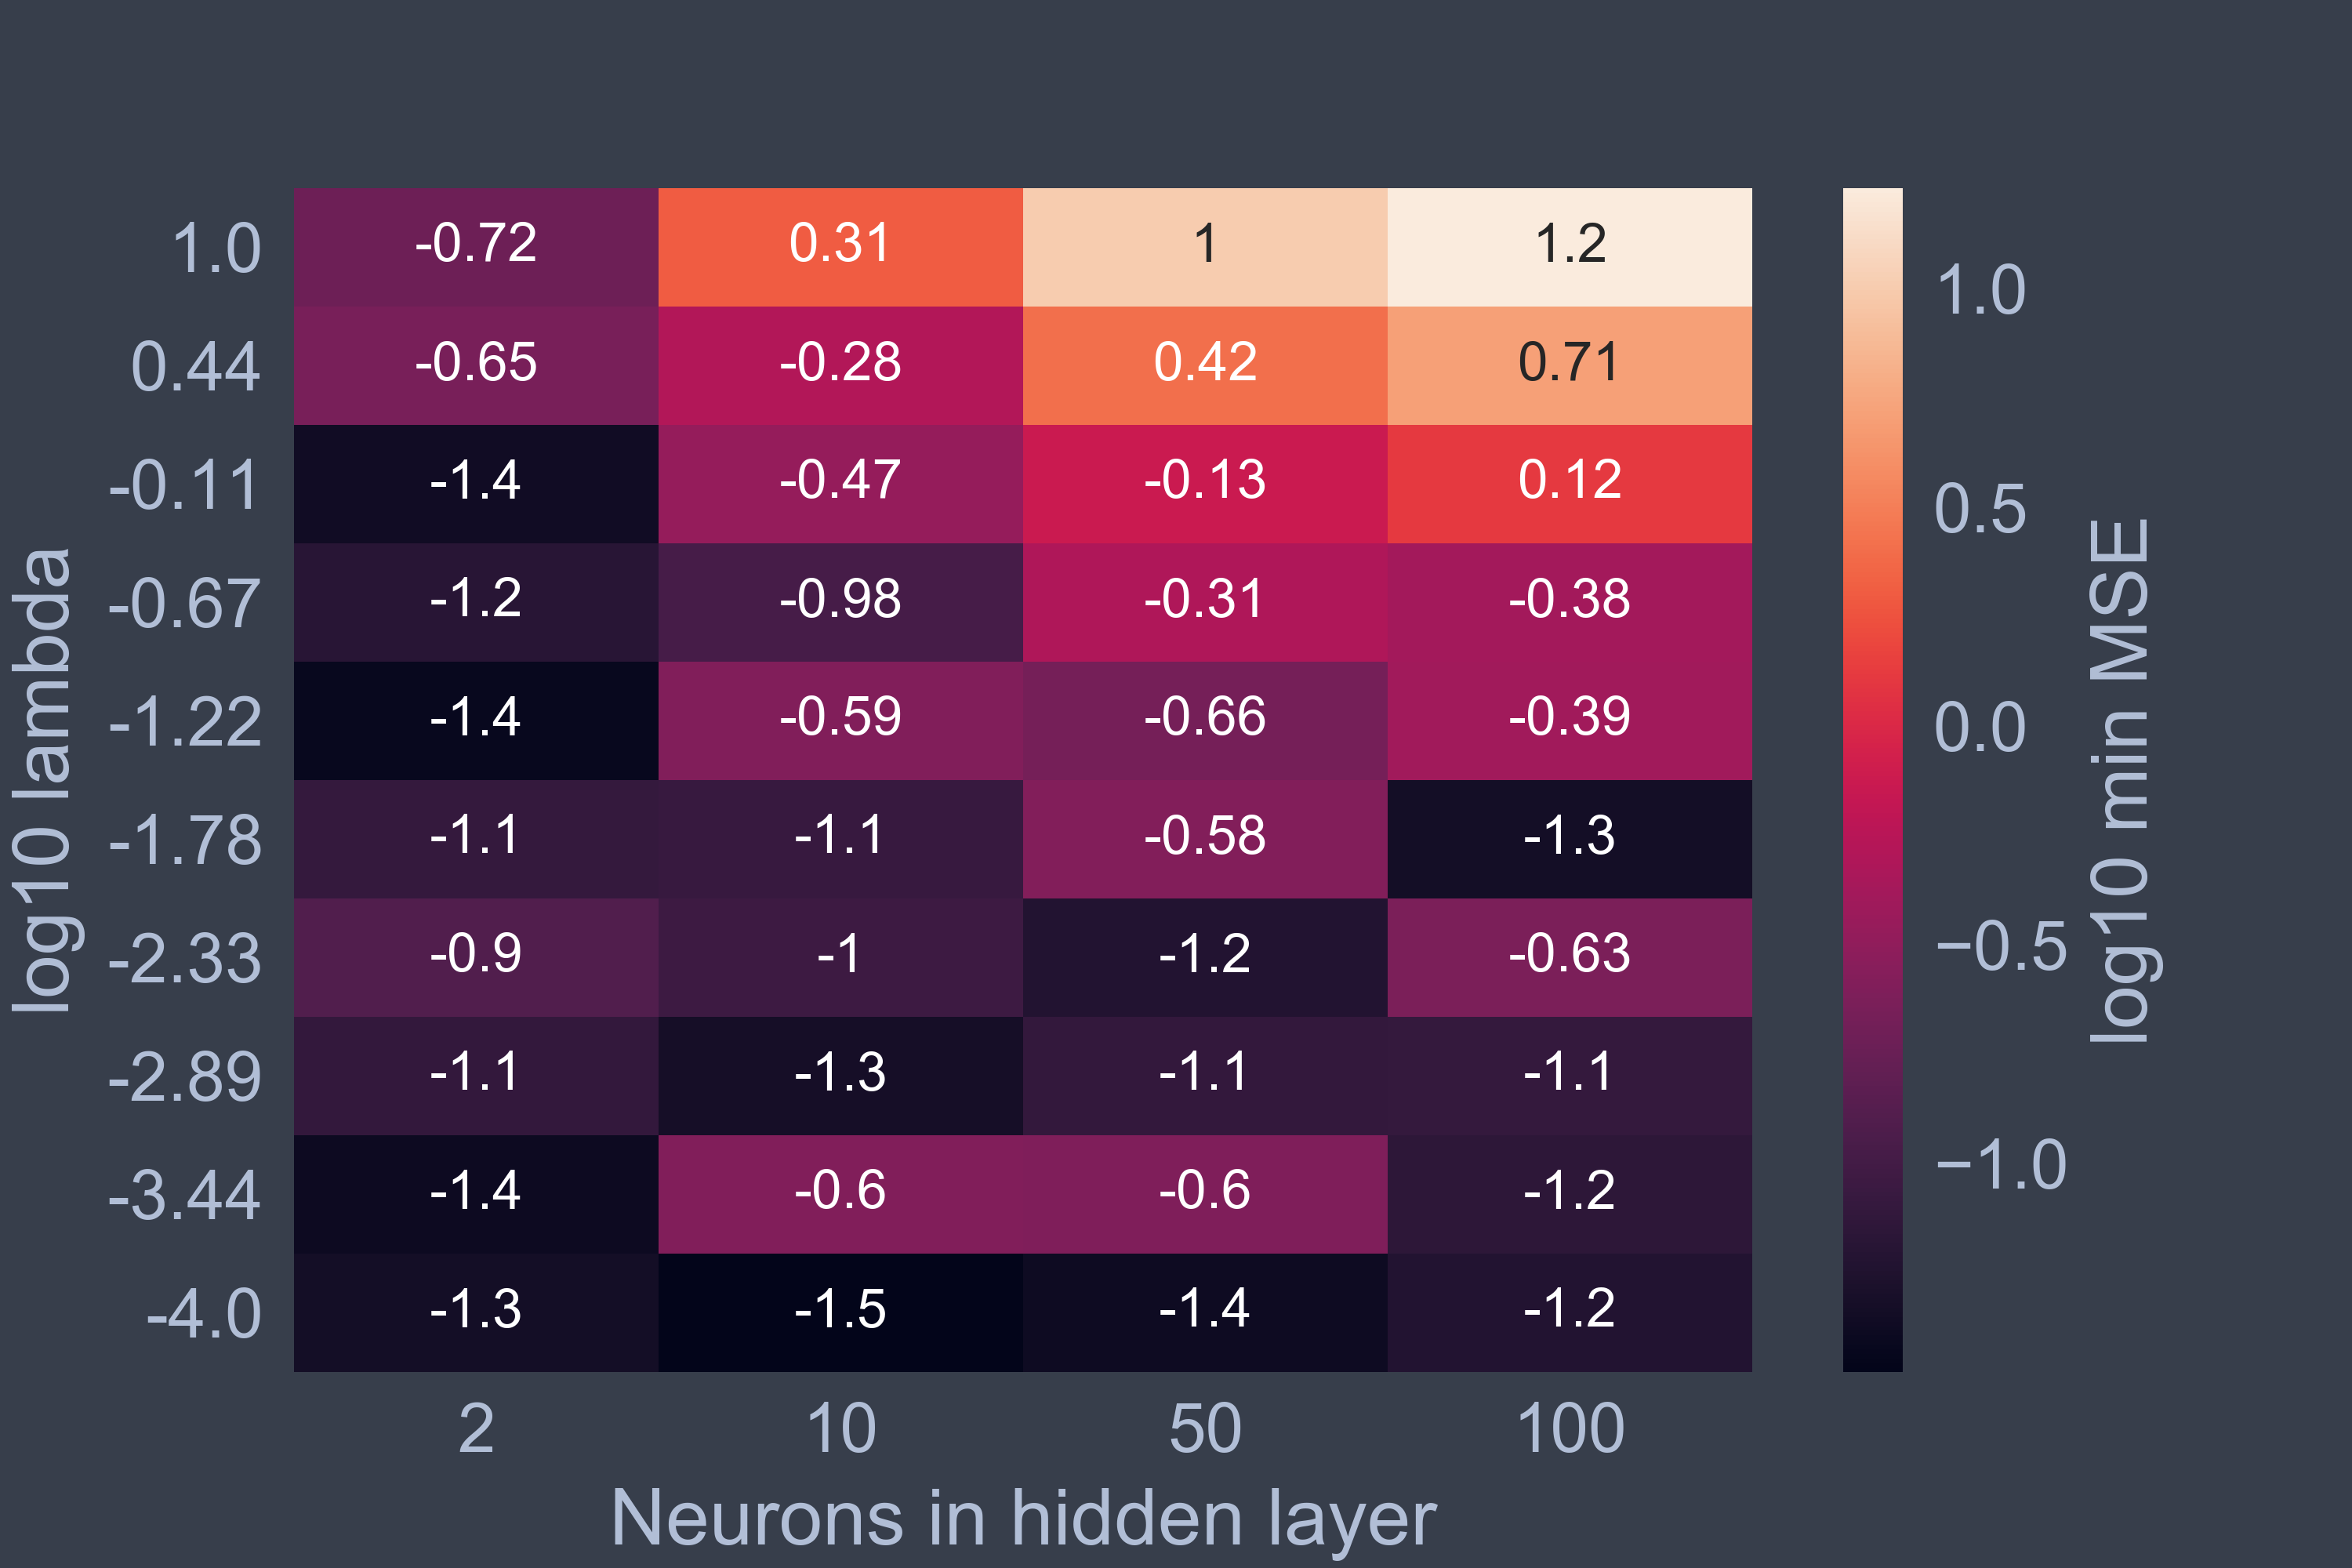 1.0 -0.72 0.31 1 1.2
0.44 -0.65 -0.28 0.42 0.71
-0.11 -1.4 -0.47 -0.13 0.12
-0.67 -1.2 -0.98 -0.31 -0.38
-1.22 -1.4 -0.59 -0.66 -0.39
-1.78 -1.1 -1.1 -0.58 -1.3
-2.33 -0.9 -1 -1.2 -0.63
-2.89 -1.1 -1.3 -1.1 -1.1
-3.44 -1.4 -0.6 -0.6 -1.2
-4.0 -1.3 -1.5 -1.4 -1.2
2 10 50 100
Neurons in hidden layer
log10 lambda
1.0
0.5
0.0
−0.5
−1.0
log10 min MSE